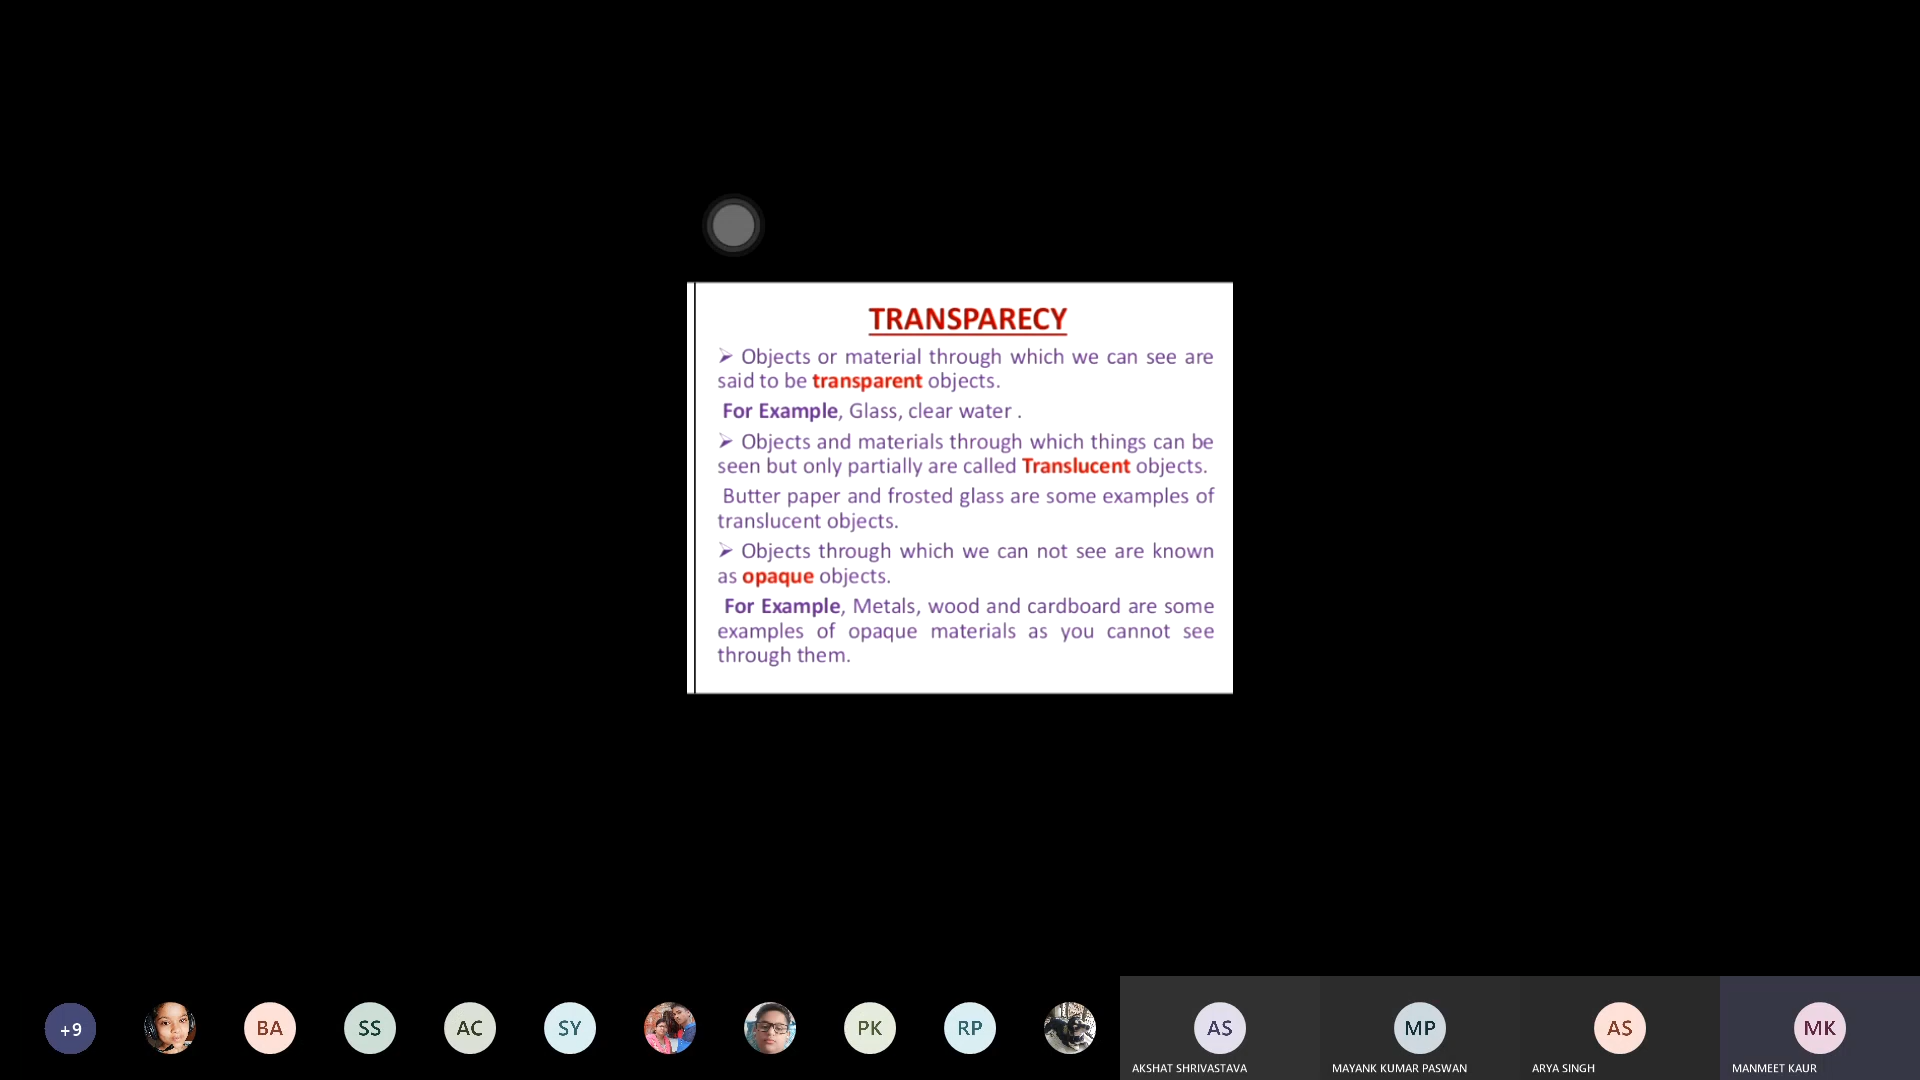 TRANSPARECY
➢ Objects or material through which we can see are
said to be transparent objects.
For Example, Glass, clear water .
➢ Objects and materials through which things can be
seen but only partially are called Translucent objects.
Butter paper and frosted glass are some examples of
translucent objects.
➢ Objects through which we can not see are known
as opaque objects.
For Example, Metals, wood and cardboard are some
examples of opaque materials as you cannot see
through them.
+9 BA SS AC SY PK RP AS MP AS MK
AKSHAT SHRIVASTAVA MAYANK KUMAR PASWAN ARYA SINGH MANMEET KAUR